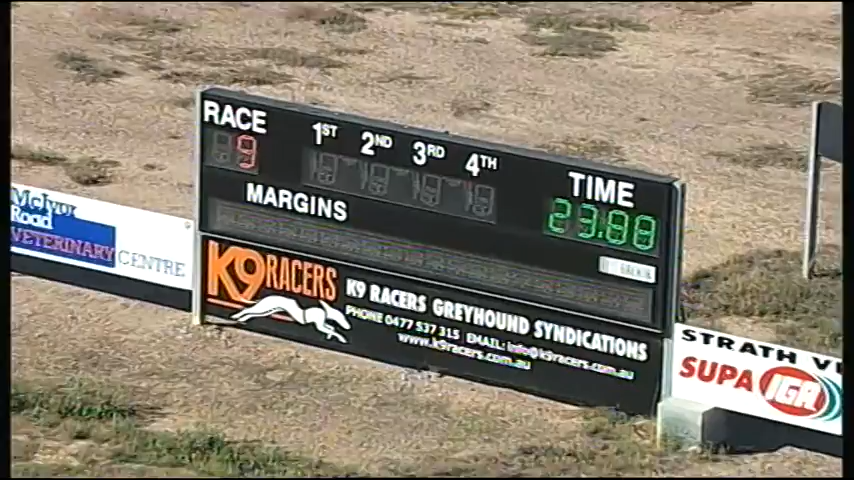 RACE 1ST 2ND 3RD 4TH TIME
9
23.88
MARGINS
K9 RACERS
K9 RACERS GREYHOUND SYNDICATIONS
PHONE 0477 537 315 EMAIL: info@k9racers.com.au
www.k9racers.com.au
McIvor
Road
VETERINARY CENTRE
STRATH
SUPA IGA